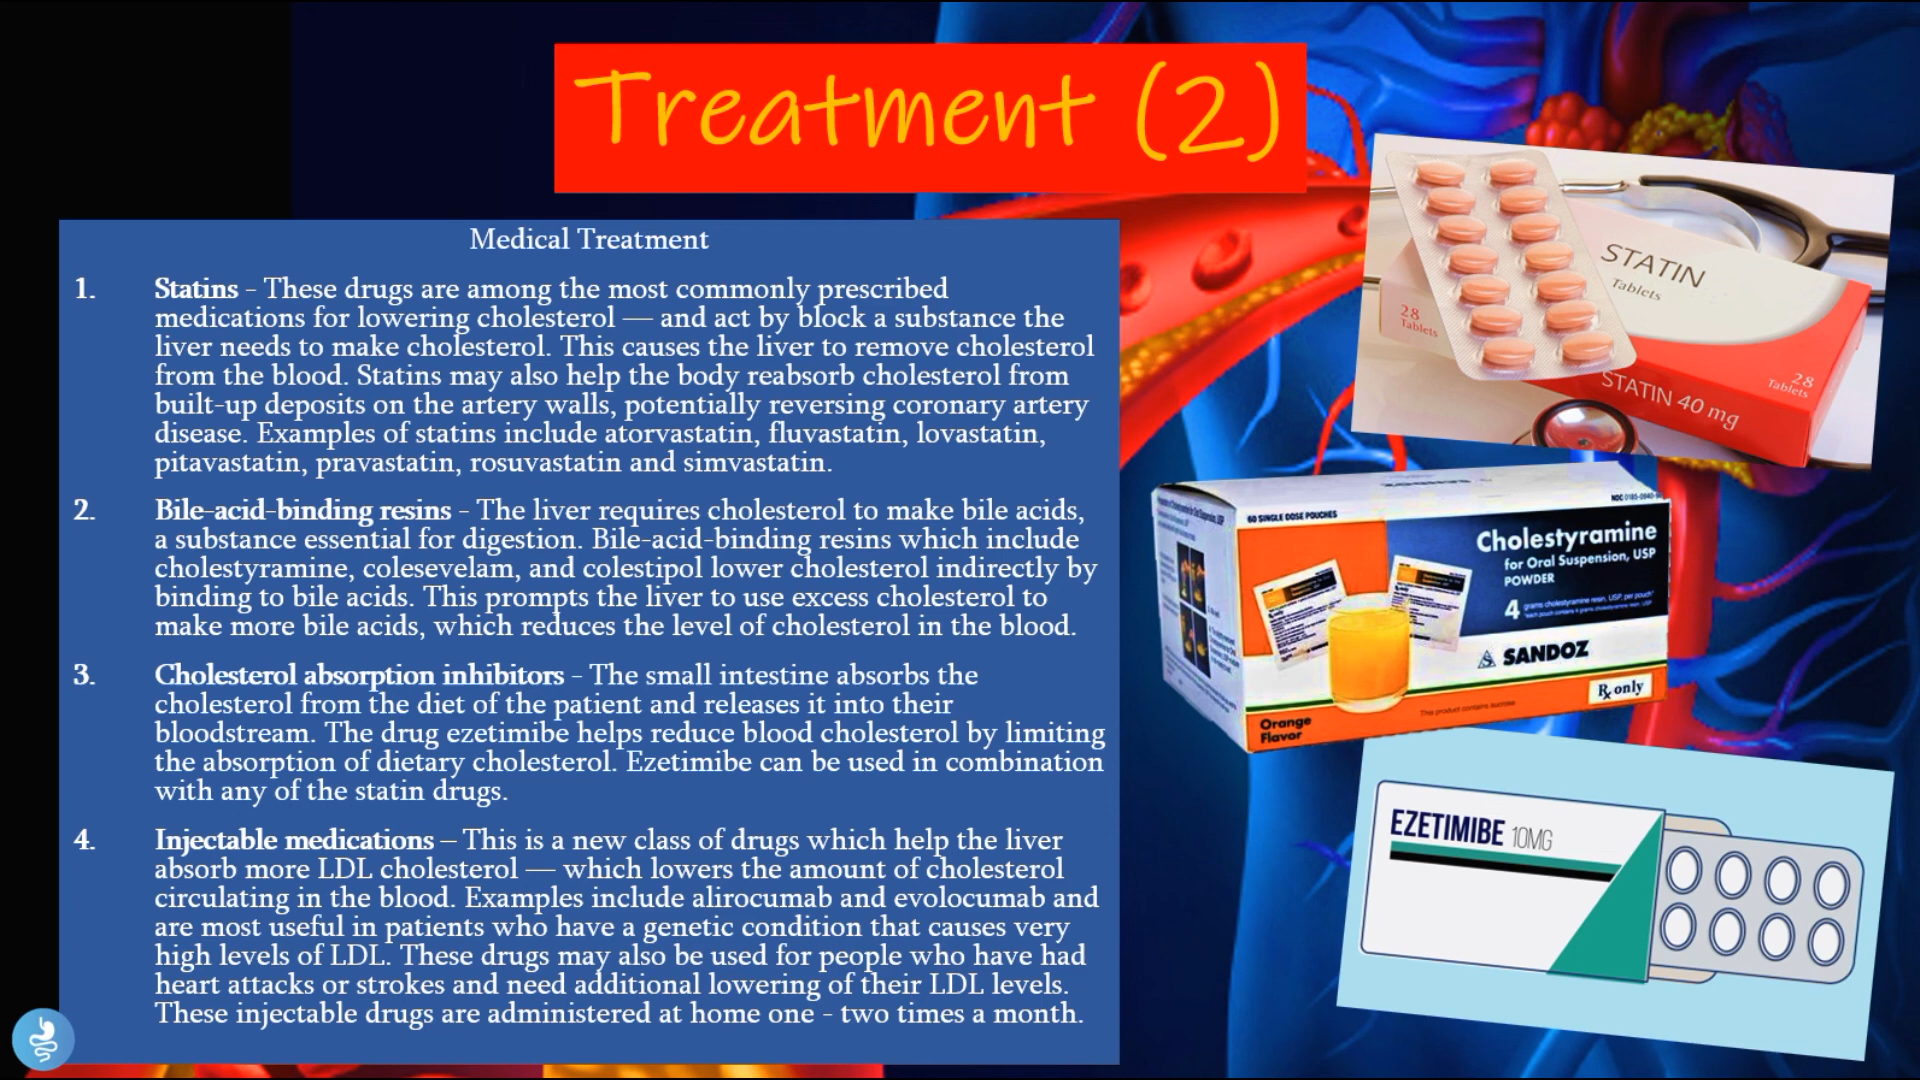 Treatment (2)
Medical Treatment
1. Statins - These drugs are among the most commonly prescribed
medications for lowering cholesterol — and act by block a substance the
liver needs to make cholesterol. This causes the liver to remove cholesterol
from the blood. Statins may also help the body reabsorb cholesterol from
built-up deposits on the artery walls, potentially reversing coronary artery
disease. Examples of statins include atorvastatin, fluvastatin, lovastatin,
pitavastatin, pravastatin, rosuvastatin and simvastatin.
2. Bile-acid-binding resins - The liver requires cholesterol to make bile acids,
a substance essential for digestion. Bile-acid-binding resins which include
cholestyramine, colesevelam, and colestipol lower cholesterol indirectly by
binding to bile acids. This prompts the liver to use excess cholesterol to
make more bile acids, which reduces the level of cholesterol in the blood.
3. Cholesterol absorption inhibitors - The small intestine absorbs the
cholesterol from the diet of the patient and releases it into their
bloodstream. The drug ezetimibe helps reduce blood cholesterol by limiting
the absorption of dietary cholesterol. Ezetimibe can be used in combination
with any of the statin drugs.
4. Injectable medications – This is a new class of drugs which help the liver
absorb more LDL cholesterol — which lowers the amount of cholesterol
circulating in the blood. Examples include alirocumab and evolocumab and
are most useful in patients who have a genetic condition that causes very
high levels of LDL. These drugs may also be used for people who have had
heart attacks or strokes and need additional lowering of their LDL levels.
These injectable drugs are administered at home one - two times a month.
STATIN
Tablets
28
Tablets
STATIN 40 mg
28
Tablets
SANDOZ
60 SINGLE DOSE POUCHES
Cholestyramine
for Oral Suspension, USP
POWDER
4 grams cholestyramine resin, USP, per pouch*
SANDOZ
Rx only
This product contains sucrose
Orange
Flavor
EZETIMIBE 10MG